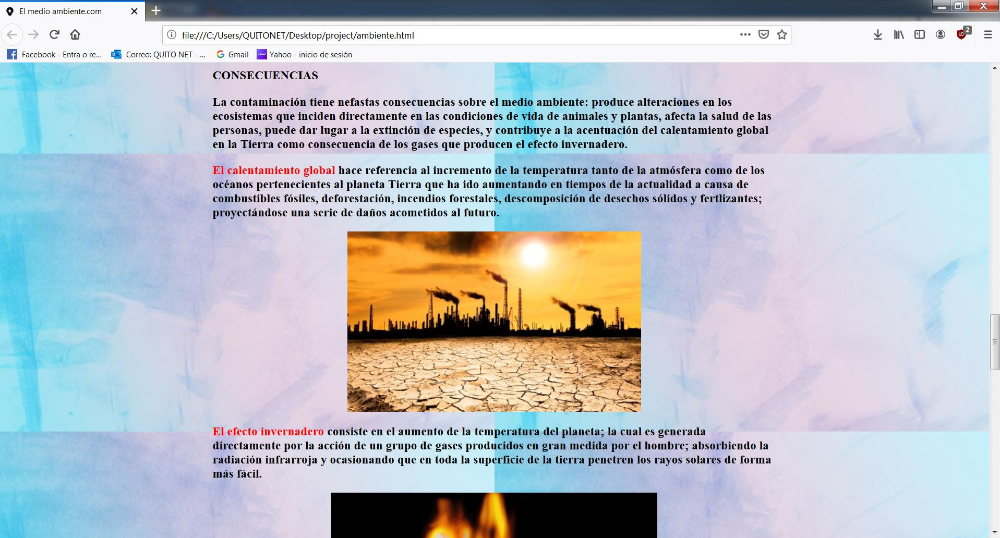 El medio ambiente.com
file:///C:/Users/QUITONET/Desktop/project/ambiente.html
2
Facebook - Entra o re... Correo: QUITO NET - ... Gmail Yahoo - inicio de sesión
CONSECUENCIAS
La contaminación tiene nefastas consecuencias sobre el medio ambiente: produce alteraciones en los
ecosistemas que inciden directamente en las condiciones de vida de animales y plantas, afecta la salud de las
personas, puede dar lugar a la extinción de especies, y contribuye a la acentuación del calentamiento global
en la Tierra como consecuencia de los gases que producen el efecto invernadero.
El calentamiento global hace referencia al incremento de la temperatura tanto de la atmósfera como de los
océanos pertenecientes al planeta Tierra que ha ido aumentando en tiempos de la actualidad a causa de
combustibles fósiles, deforestación, incendios forestales, descomposición de desechos sólidos y fertlizantes;
proyectándose una serie de daños acometidos al futuro.
El efecto invernadero consiste en el aumento de la temperatura del planeta; la cual es generada
directamente por la acción de un grupo de gases producidos en gran medida por el hombre; absorbiendo la
radiación infrarroja y ocasionando que en toda la superficie de la tierra penetren los rayos solares de forma
más fácil.